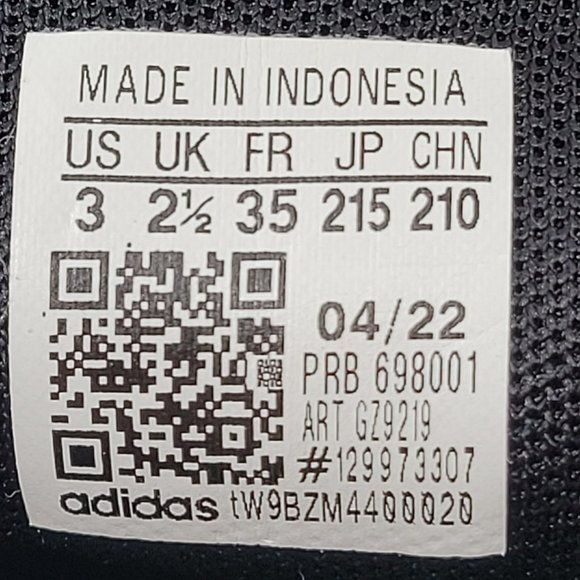 MADE IN INDONESIA
US UK FR JP CHN
3 2½ 35 215 210
04/22
PRB 698001
ART GZ9219
#129973307
adidas tW9BZM4400020